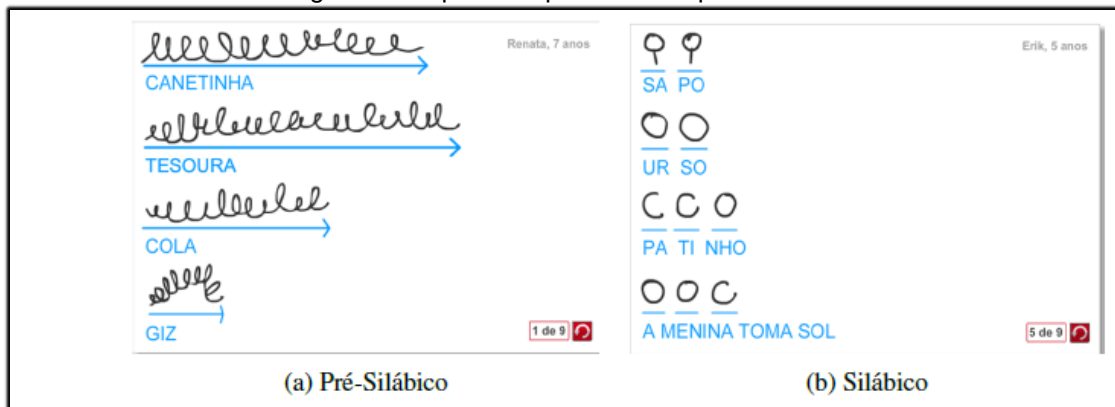 Renata, 7 anos
CANETINHA
TESOURA
COLA
GIZ
1 de 9
(a) Pré-Silábico
Erik, 5 anos
SA PO
UR SO
PA TI NHO
A MENINA TOMA SOL
5 de 9
(b) Silábico